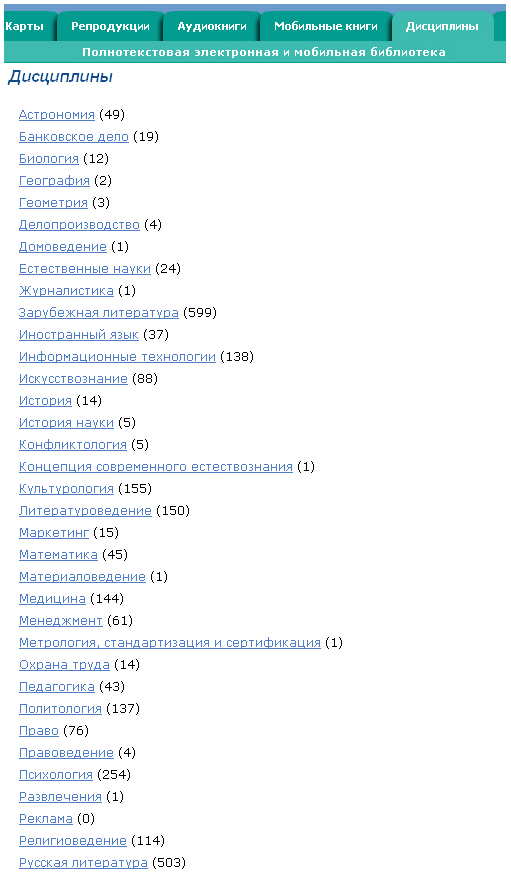 Карты Репродукции Аудиокниги Мобильные книги Дисциплины
Полнотекстовая электронная и мобильная библиотека
Дисциплины
Астрономия (49)
Банковское дело (19)
Биология (12)
География (2)
Геометрия (3)
Делопроизводство (4)
Домоведение (1)
Естественные науки (24)
Журналистика (1)
Зарубежная литература (599)
Иностранный язык (37)
Информационные технологии (138)
Искусствознание (88)
История (14)
История науки (5)
Конфликтология (5)
Концепция современного естествознания (1)
Культурология (155)
Литературоведение (150)
Маркетинг (15)
Математика (45)
Материаловедение (1)
Медицина (144)
Менеджмент (61)
Метрология, стандартизация и сертификация (1)
Охрана труда (14)
Педагогика (43)
Политология (137)
Право (76)
Правоведение (4)
Психология (254)
Развлечения (1)
Реклама (0)
Религиоведение (114)
Русская литература (503)